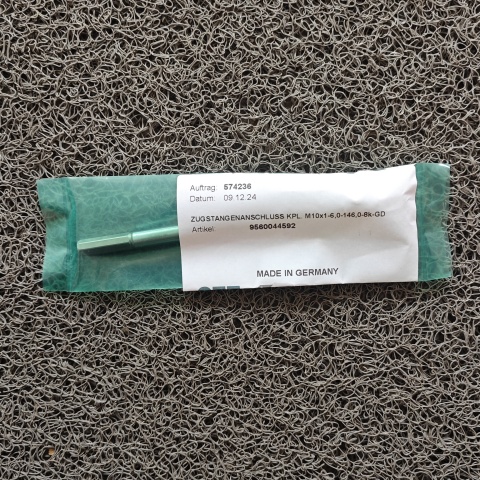 Auftrag: 574236
Datum: 09.12.24
ZUGSTANGENANSCHLUSS KPL. M10x1-6,0-146,0-8k-GD
Artikel: 9560044592
MADE IN GERMANY